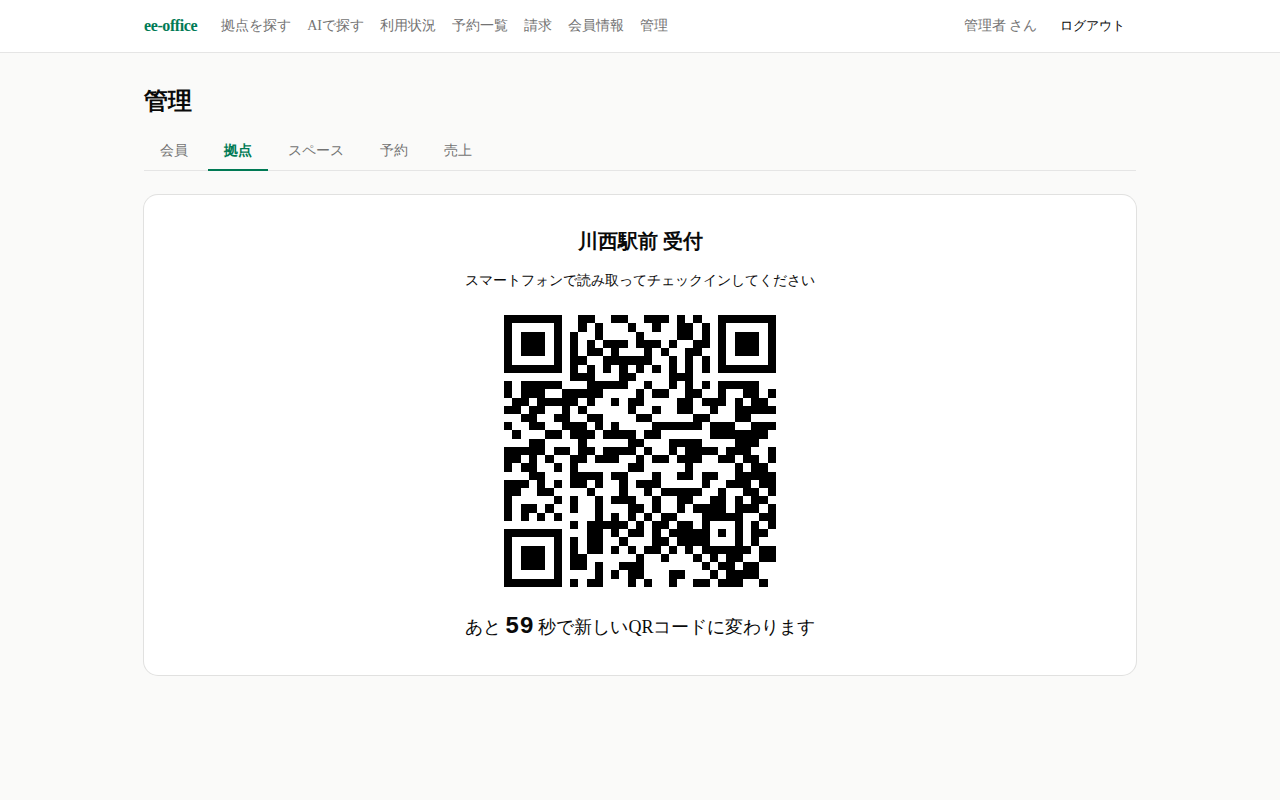 ee-office 拠点を探す AIで探す 利用状況 予約一覧 請求 会員情報 管理 管理者 さん ログアウト
管理
会員 拠点 スペース 予約 売上
川西駅前 受付
スマートフォンで読み取ってチェックインしてください
あと 59 秒で新しいQRコードに変わります